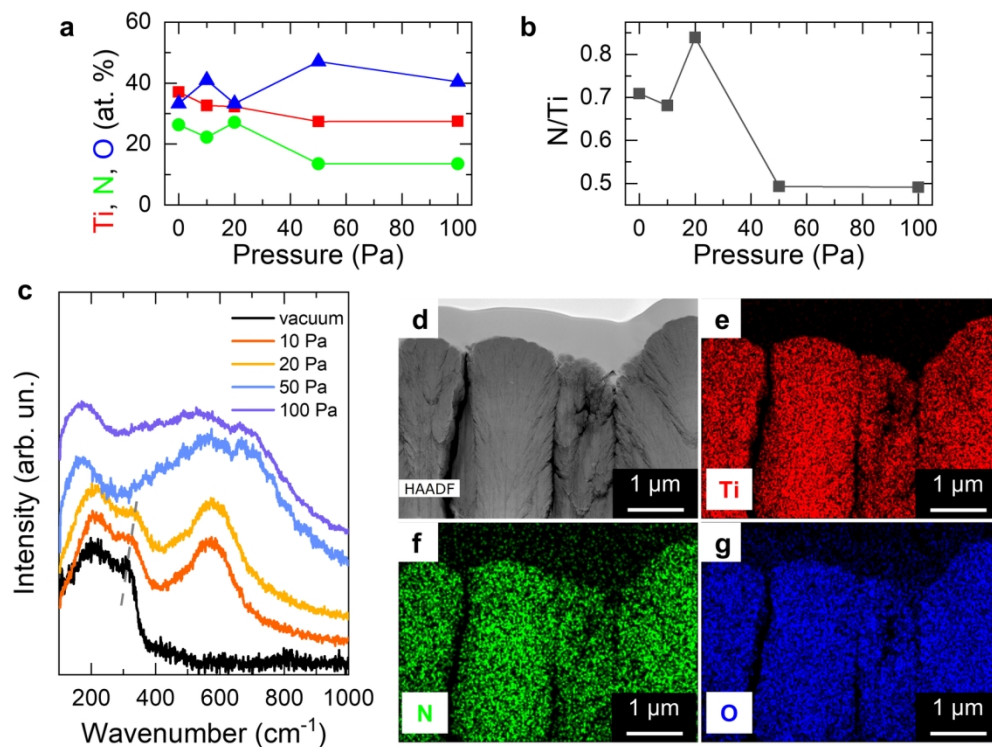 a
60
40
20
0
Ti, N, O (at. %)
0 20 40 60 80 100
Pressure (Pa)
b
0.8
0.7
0.6
0.5
N/Ti
0 20 40 60 80 100
Pressure (Pa)
c
vacuum
10 Pa
20 Pa
50 Pa
100 Pa
Intensity (arb. un.)
200 400 600 800 1000
Wavenumber (cm⁻¹)
d
HAADF
1 μm
e
Ti
1 μm
f
N
1 μm
g
O
1 μm